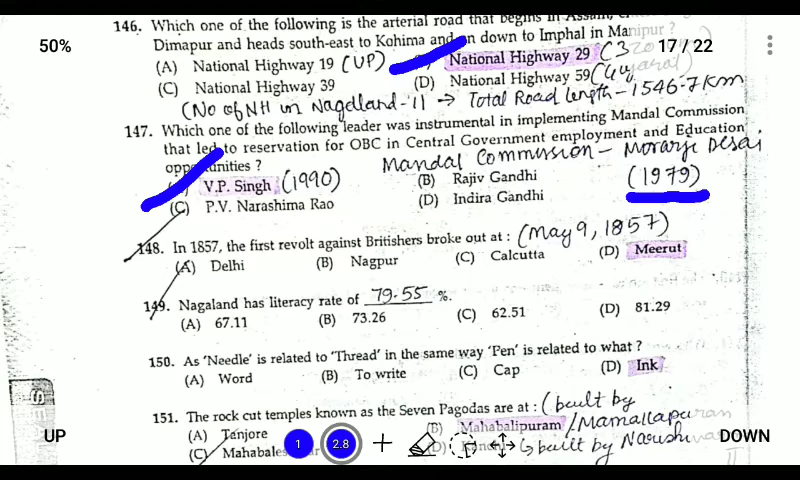 146. Which one of the following is the arterial road that begins in Assam,
50%
Dimapur and heads south-east to Kohima and on down to Imphal in Manipur ?
17 / 22
(A) National Highway 19 (UP) National Highway 29
(C) National Highway 39 (D) National Highway 59
(No of NH in Nagaland - 11 → Total Road length - 1546.7 km
147. Which one of the following leader was instrumental in implementing Mandal Commission
that led to reservation for OBC in Central Government employment and Education
opportunities ? Mandal Commission - Morarji Desai
V.P. Singh (1990) (B) Rajiv Gandhi (1979)
(C) P.V. Narashima Rao (D) Indira Gandhi
148. In 1857, the first revolt against Britishers broke out at : (May 9, 1857)
(A) Delhi (B) Nagpur (C) Calcutta (D) Meerut
149. Nagaland has literacy rate of 79.55 %.
(A) 67.11 (B) 73.26 (C) 62.51 (D) 81.29
150. As 'Needle' is related to 'Thread' in the same way 'Pen' is related to what ?
(A) Word (B) To write (C) Cap (D) Ink
151. The rock cut temples known as the Seven Pagodas are at : (built by
(A) Tanjore (B) Mahabalipuram / Mamallapuram
UP 1 2.8 DOWN
(C) (D) built by